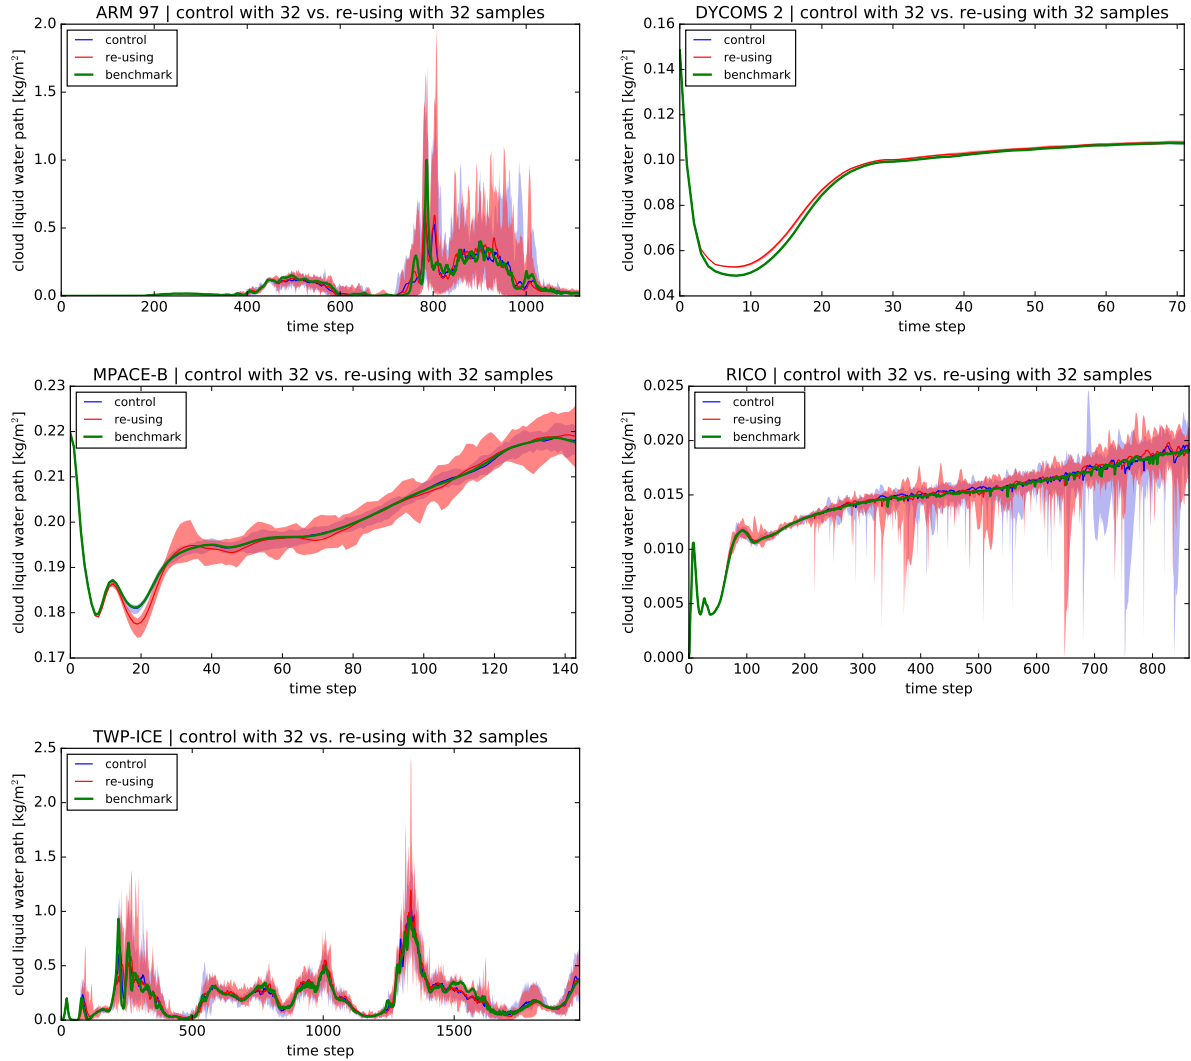 ARM 97 | control with 32 vs. re-using with 32 samples
cloud liquid water path [kg/m²]
2.0
1.5
1.0
0.5
0.0
control
re-using
benchmark
0 200 400 600 800 1000
time step
DYCOMS 2 | control with 32 vs. re-using with 32 samples
cloud liquid water path [kg/m²]
0.16
0.14
0.12
0.10
0.08
0.06
0.04
control
re-using
benchmark
0 10 20 30 40 50 60 70
time step
MPACE-B | control with 32 vs. re-using with 32 samples
cloud liquid water path [kg/m²]
0.23
0.22
0.21
0.20
0.19
0.18
0.17
control
re-using
benchmark
0 20 40 60 80 100 120 140
time step
RICO | control with 32 vs. re-using with 32 samples
cloud liquid water path [kg/m²]
0.025
0.020
0.015
0.010
0.005
0.000
control
re-using
benchmark
0 100 200 300 400 500 600 700 800
time step
TWP-ICE | control with 32 vs. re-using with 32 samples
cloud liquid water path [kg/m²]
2.5
2.0
1.5
1.0
0.5
0.0
control
re-using
benchmark
0 500 1000 1500
time step